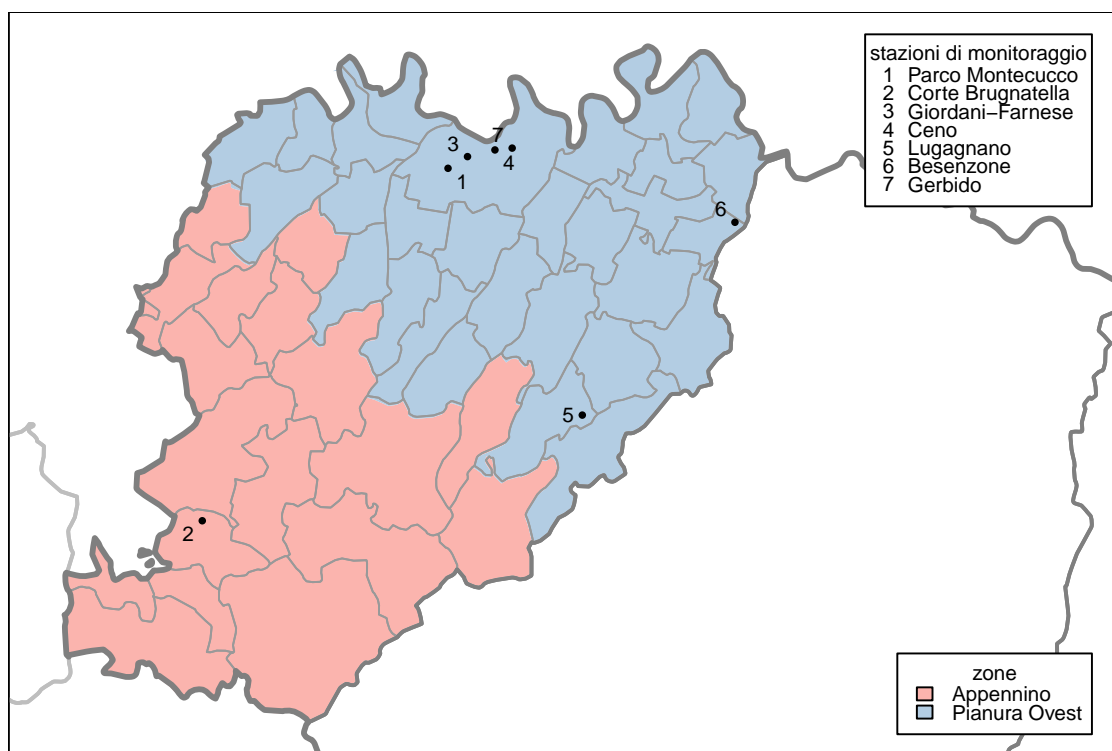 stazioni di monitoraggio
1 Parco Montecucco
2 Corte Brugnatella
3 Giordani−Farnese
4 Ceno
5 Lugagnano
6 Besenzone
7 Gerbido
7
3
4
1
6
5
2
zone
Appennino
Pianura Ovest